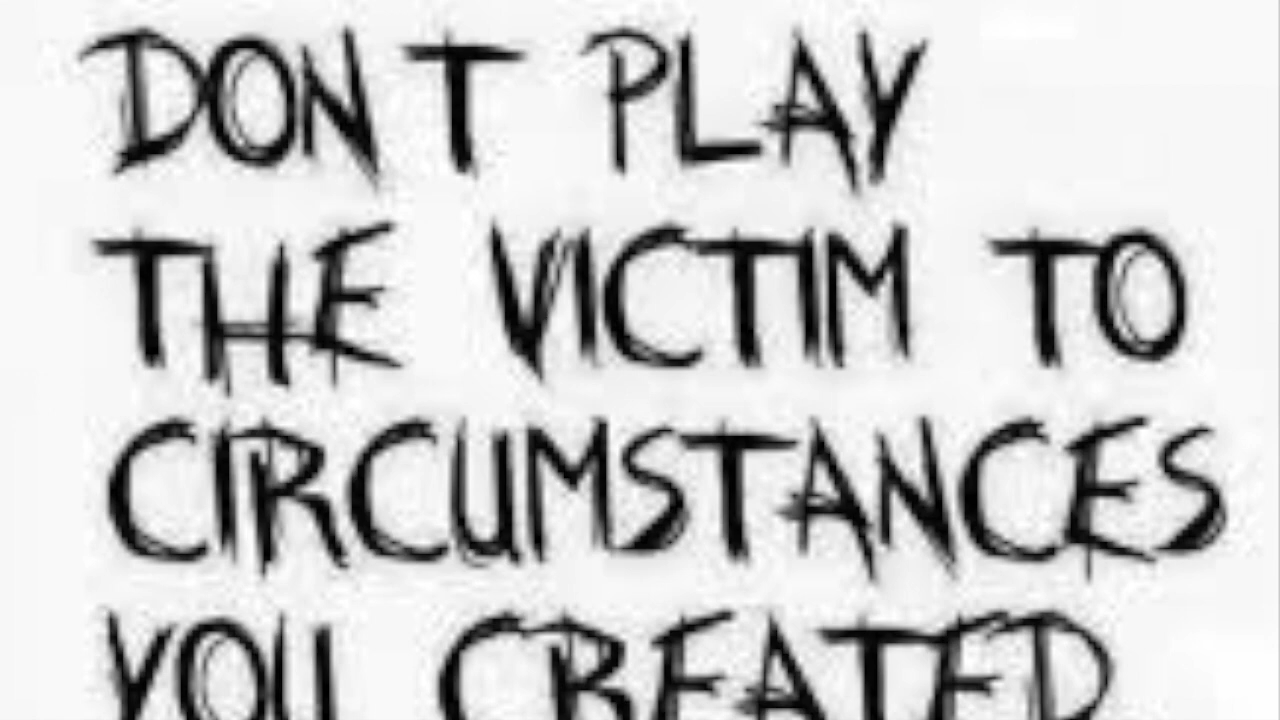 DON T PLAY
THE VICTIM TO
CIRCUMSTANCES
YOU CREATED